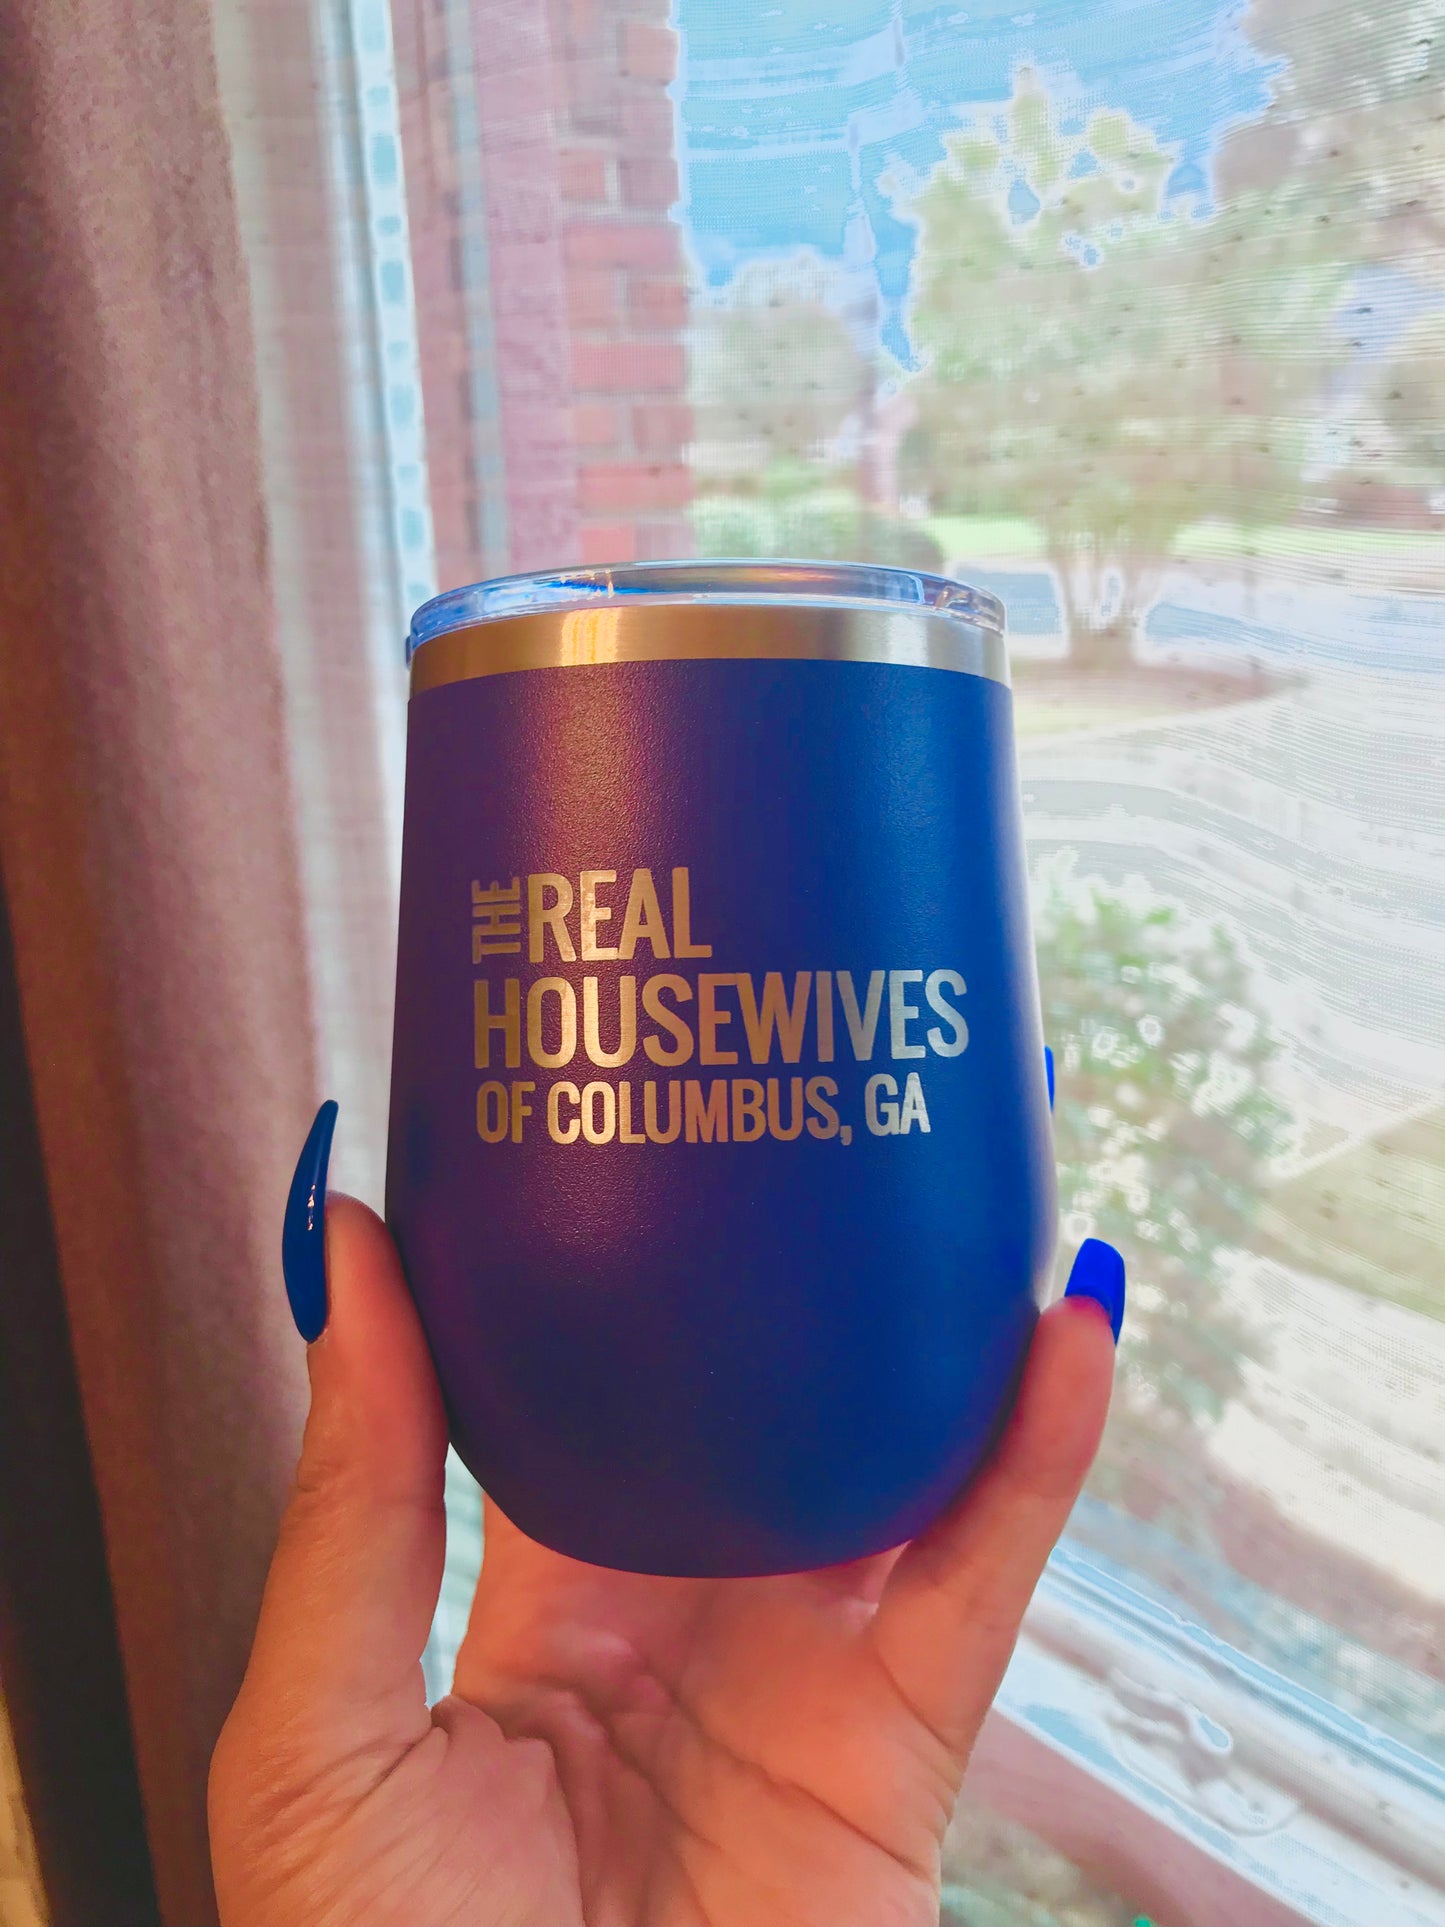 THE REAL
HOUSEWIVES
OF COLUMBUS, GA